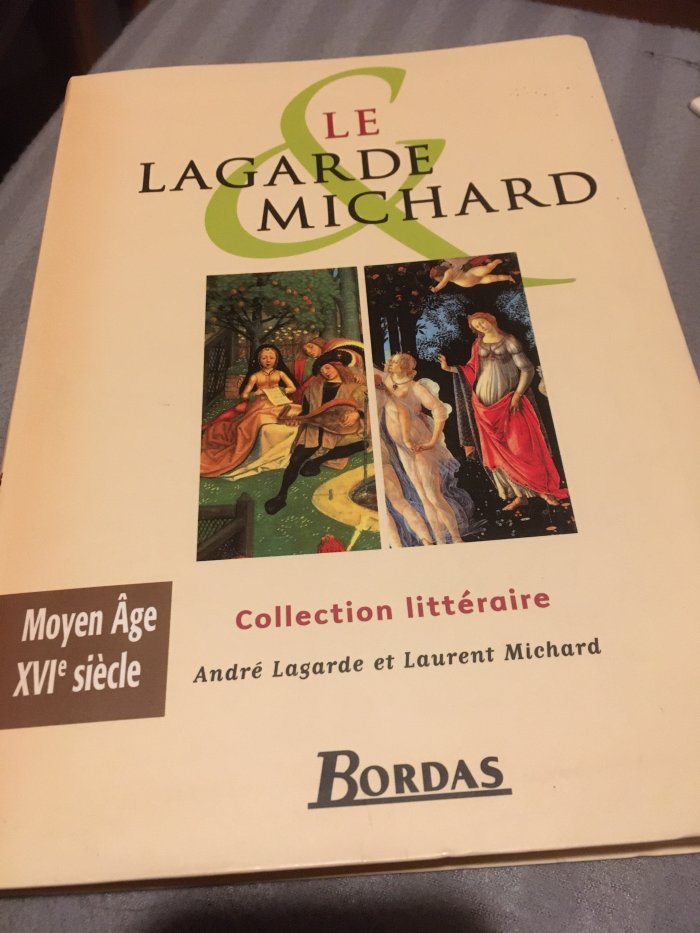 LE
LAGARDE
& MICHARD
Moyen Âge
XVIe siècle
Collection littéraire
André Lagarde et Laurent Michard
BORDAS